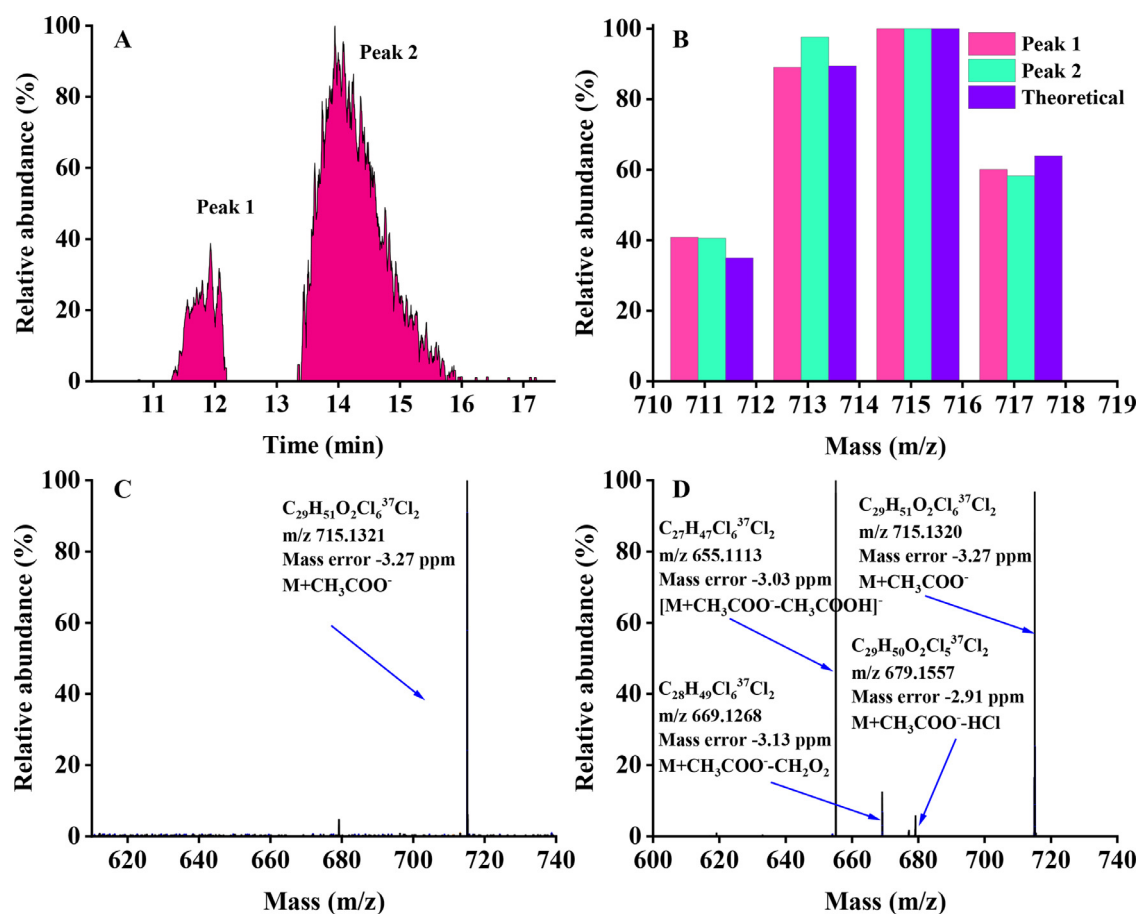 A
Peak 1
Peak 2
Relative abundance (%)
100
80
60
40
20
0
11
12
13
14
15
16
17
Time (min)
B
Peak 1
Peak 2
Theoretical
Relative abundance (%)
100
80
60
40
20
0
710 711 712 713 714 715 716 717 718 719
Mass (m/z)
C
C₂₉H₅₁O₂Cl₆³⁷Cl₂
m/z 715.1321
Mass error -3.27 ppm
M+CH₃COO⁻
Relative abundance (%)
100
80
60
40
20
0
620 640 660 680 700 720 740
Mass (m/z)
D
C₂₇H₄₇Cl₆³⁷Cl₂
m/z 655.1113
Mass error -3.03 ppm
[M+CH₃COO⁻-CH₃COOH]⁻
C₂₉H₅₁O₂Cl₆³⁷Cl₂
m/z 715.1320
Mass error -3.27 ppm
M+CH₃COO⁻
C₂₈H₄₉Cl₆³⁷Cl₂
m/z 669.1268
Mass error -3.13 ppm
M+CH₃COO⁻-CH₂O₂
C₂₉H₅₀O₂Cl₅³⁷Cl₂
m/z 679.1557
Mass error -2.91 ppm
M+CH₃COO⁻-HCl
Relative abundance (%)
100
80
60
40
20
0
600 620 640 660 680 700 720 740
Mass (m/z)